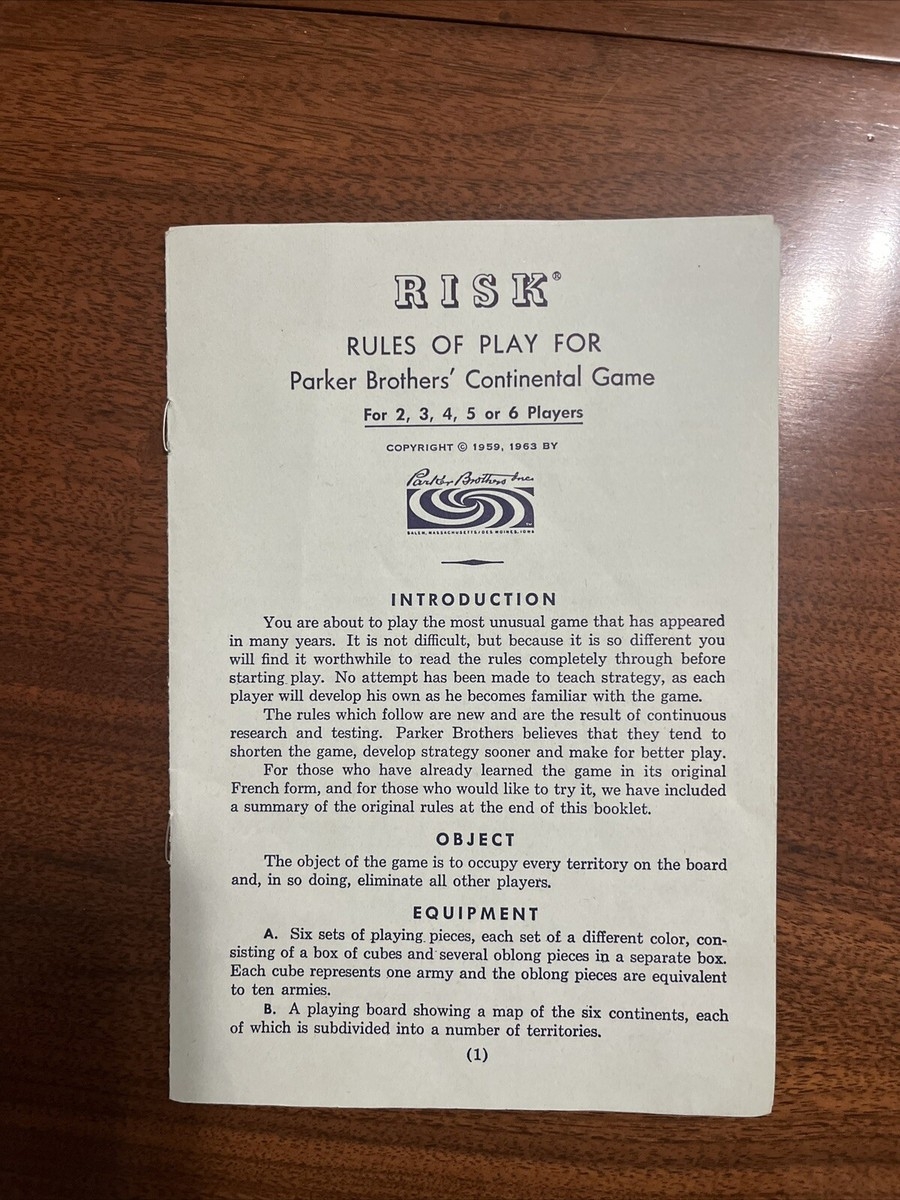 RISK®
RULES OF PLAY FOR
Parker Brothers' Continental Game
For 2, 3, 4, 5 or 6 Players
COPYRIGHT © 1959, 1963 BY
Parker Brothers Inc.
TM
SALEM, MASSACHUSETTS / DES MOINES, IOWA
INTRODUCTION
You are about to play the most unusual game that has appeared
in many years. It is not difficult, but because it is so different you
will find it worthwhile to read the rules completely through before
starting play. No attempt has been made to teach strategy, as each
player will develop his own as he becomes familiar with the game.
The rules which follow are new and are the result of continuous
research and testing. Parker Brothers believes that they tend to
shorten the game, develop strategy sooner and make for better play.
For those who have already learned the game in its original
French form, and for those who would like to try it, we have included
a summary of the original rules at the end of this booklet.
OBJECT
The object of the game is to occupy every territory on the board
and, in so doing, eliminate all other players.
EQUIPMENT
A. Six sets of playing pieces, each set of a different color, con-
sisting of a box of cubes and several oblong pieces in a separate box.
Each cube represents one army and the oblong pieces are equivalent
to ten armies.
B. A playing board showing a map of the six continents, each
of which is subdivided into a number of territories.
(1)